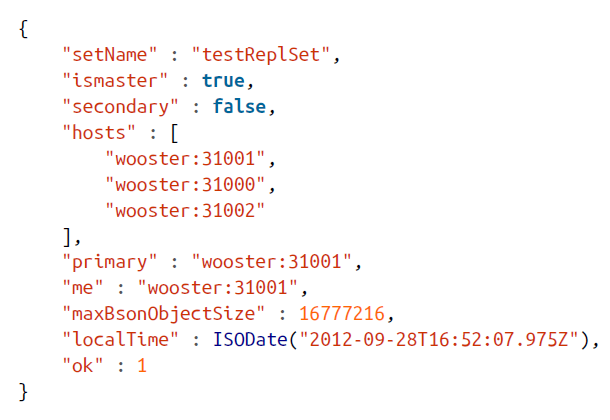 {
    "setName" : "testReplSet",
    "ismaster" : true,
    "secondary" : false,
    "hosts" : [
        "wooster:31001",
        "wooster:31000",
        "wooster:31002"
    ],
    "primary" : "wooster:31001",
    "me" : "wooster:31001",
    "maxBsonObjectSize" : 16777216,
    "localTime" : ISODate("2012-09-28T16:52:07.975Z"),
    "ok" : 1
}